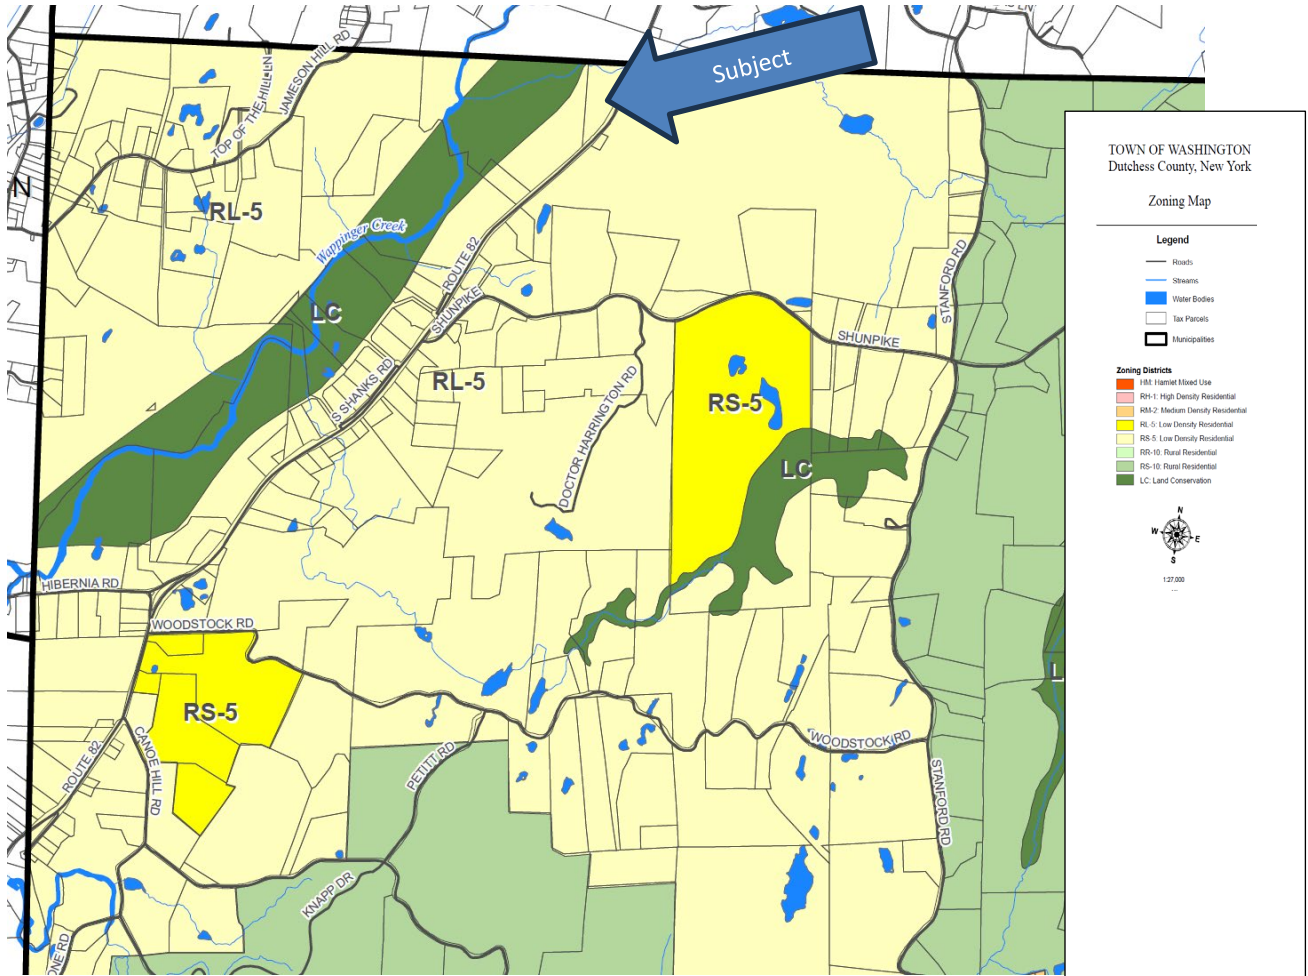 EN LN
Subject
JAMESON HILL RD
TOP OF THE HILL LN
N
RL-5
Wappinger Creek
ROUTE 82
STANFORD RD
LC
SHUNPIKE
SHUNPIKE
S SHANKS RD
RL-5
DOCTOR HARRINGTON RD
RS-5
LC
HIBERNIA RD
WOODSTOCK RD
L
RS-5
CANOE HILL RD
ROUTE 82
PETITT RD
WOODSTOCK RD
STANFORD RD
KNAPP DR
ONE RD
TOWN OF WASHINGTON
Dutchess County, New York
Zoning Map
Legend
Roads
Streams
Water Bodies
Tax Parcels
Municipalities
Zoning Districts
HM: Hamlet Mixed Use
RH-1: High Density Residential
RM-2: Medium Density Residential
RL-5: Low Density Residential
RS-5: Low Density Residential
RR-10: Rural Residential
RS-10: Rural Residential
LC: Land Conservation
N
W
E
S
1:27,000